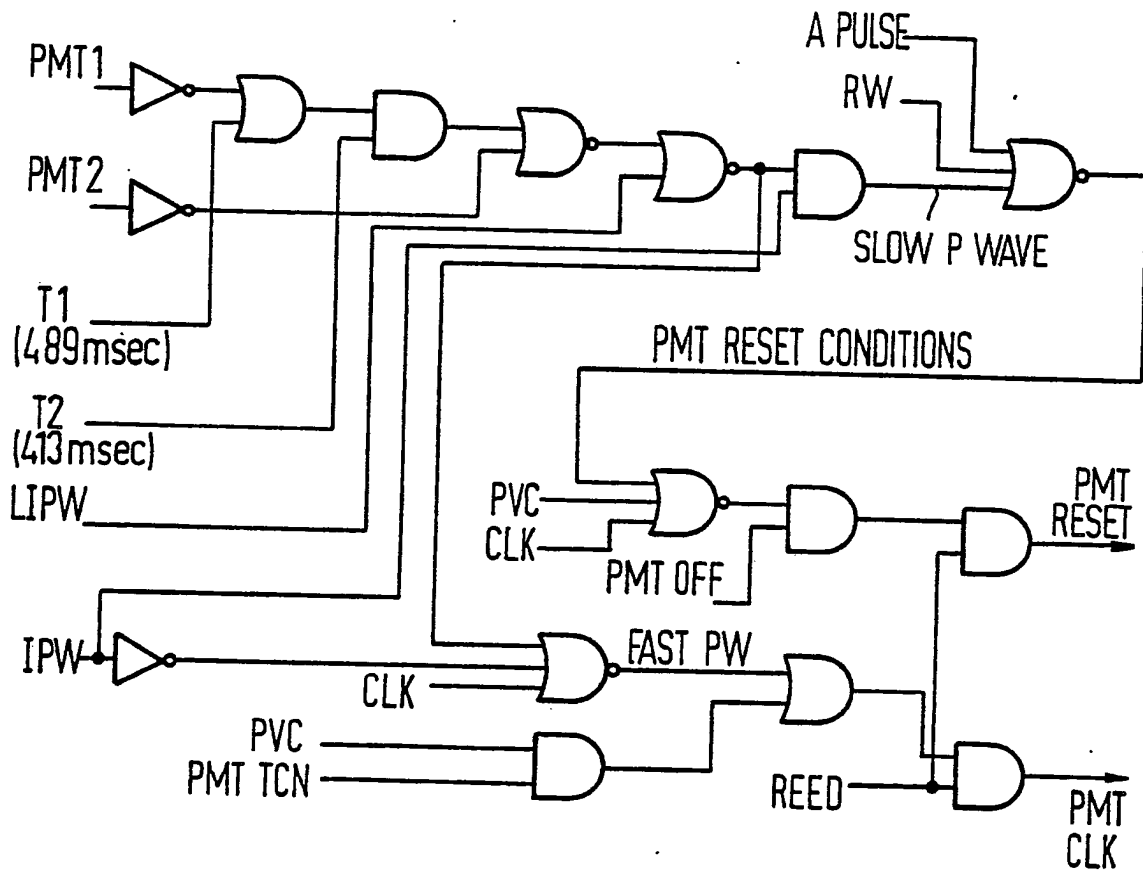 A PULSE
PMT1
RW
PMT2
SLOW P WAVE
T1
(489msec)
PMT RESET CONDITIONS
T2
(413msec)
LIPW
PVC
CLK
PMT OFF
PMT
RESET
IPW
FAST PW
CLK
PVC
PMT TCN
REED
PMT
CLK